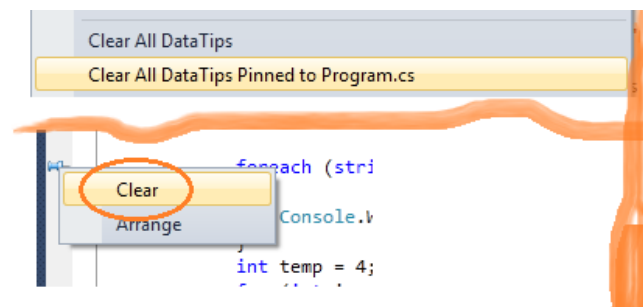 Clear All DataTips
Clear All DataTips Pinned to Program.cs
foreach (stri
Clear
Console.W
Arrange
}
int temp = 4;